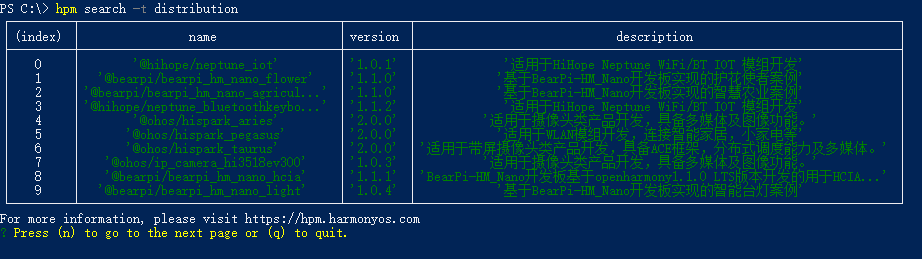 PS C:\> hpm search -t distribution
(index) name version description
0 '@hihope/neptune_iot' '1.0.1' '适用于HiHope Neptune WiFi/BT IOT 模组开发'
1 '@bearpi/bearpi_hm_nano_flower' '1.1.0' '基于BearPi-HM_Nano开发板实现的护花使者案例'
2 '@bearpi/bearpi_hm_nano_agricul...' '1.1.0' '基于BearPi-HM_Nano开发板实现的智慧农业案例'
3 '@hihope/neptune_bluetoothkeybo...' '1.1.2' '适用于HiHope Neptune WiFi/BT IOT 模组开发'
4 '@ohos/hispark_aries' '2.0.0' '适用于摄像头类产品开发，具备多媒体及图像功能。'
5 '@ohos/hispark_pegasus' '2.0.0' '适用于WLAN模组开发，连接智能家居，小家电等'
6 '@ohos/hispark_taurus' '2.0.0' '适用于带屏摄像头类产品开发，具备ACE框架，分布式调度能力及多媒体。'
7 '@ohos/ip_camera_hi3518ev300' '1.0.3' '适用于摄像头类产品开发，具备多媒体及图像功能。'
8 '@bearpi/bearpi_hm_nano_hcia' '1.1.1' 'BearPi-HM_Nano开发板基于openharmony1.1.0 LTS版本开发的用于HCIA...'
9 '@bearpi/bearpi_hm_nano_light' '1.0.4' '基于BearPi-HM_Nano开发板实现的智能台灯案例'
For more information, please visit https://hpm.harmonyos.com
? Press (n) to go to the next page or (q) to quit.